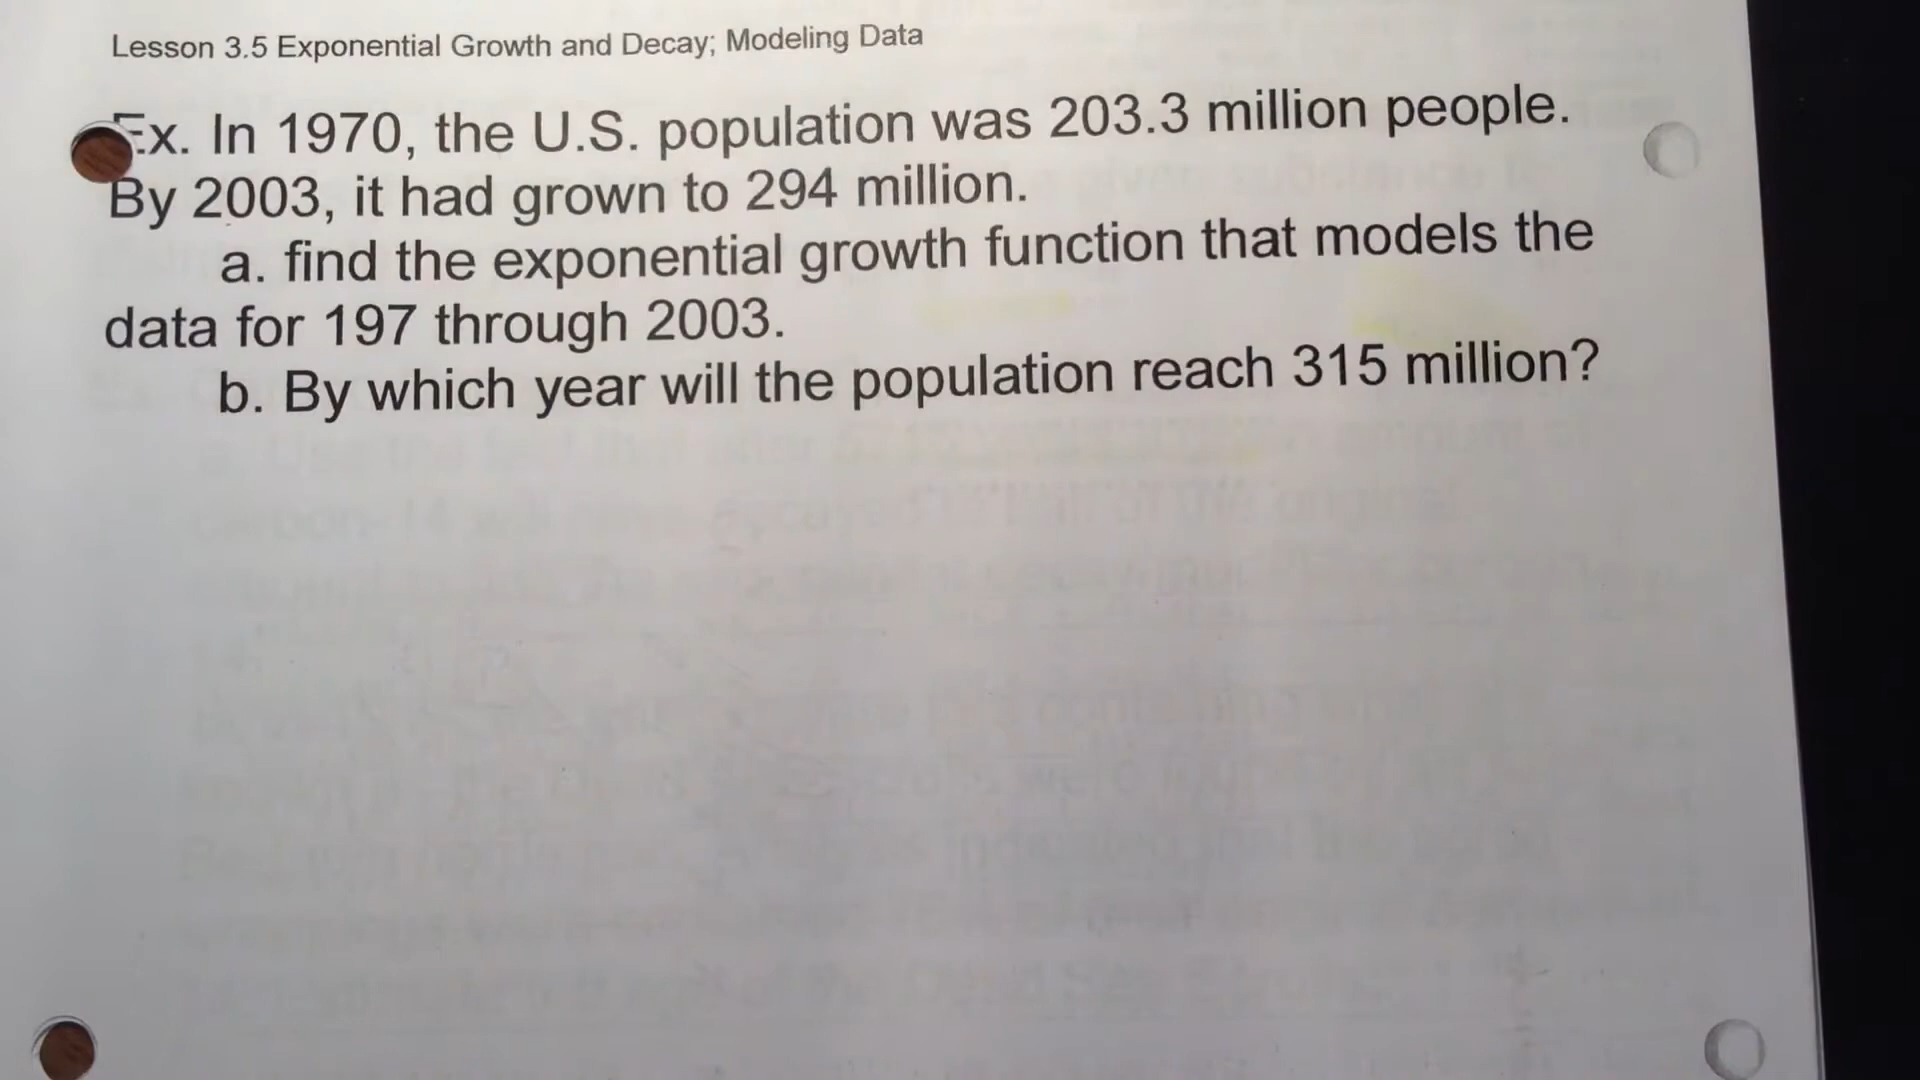 Lesson 3.5 Exponential Growth and Decay; Modeling Data
Ex. In 1970, the U.S. population was 203.3 million people.
By 2003, it had grown to 294 million.
a. find the exponential growth function that models the
data for 197 through 2003.
b. By which year will the population reach 315 million?